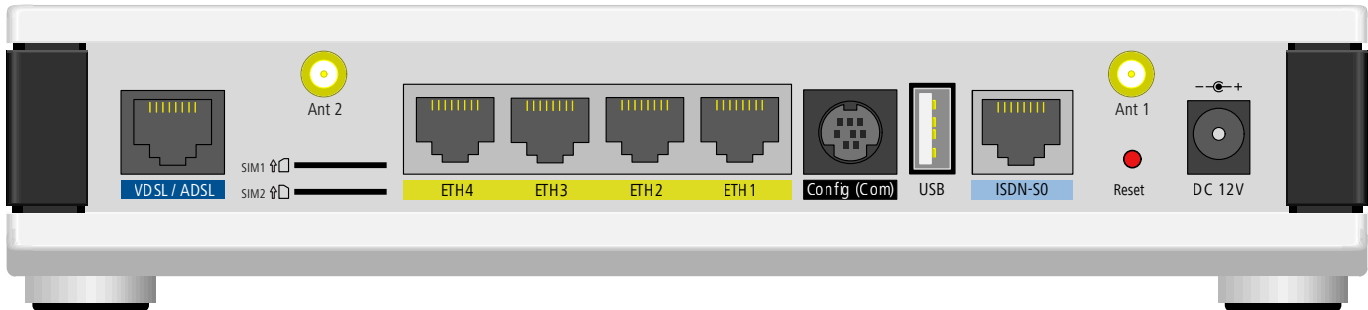 Ant 2
Ant 1
VDSL / ADSL
SIM1
SIM2
ETH4
ETH3
ETH2
ETH1
Config (Com)
USB
ISDN-S0
Reset
DC 12V